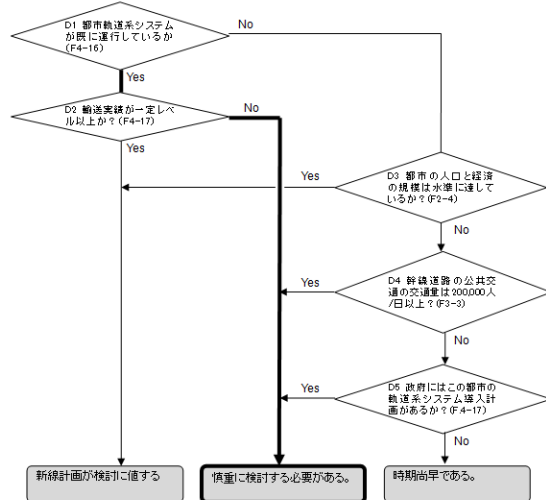 D1 都市軌道系システム
が既に運行しているか
(F4-16)
No
Yes
D2 輸送実績が一定レ
ベル以上か?(F4-17)
No
Yes
D3 都市の人口と経済
の規模は水準に達して
いるか?(F2-4)
Yes
No
D4 幹線道路の公共交
通の交通量は200,000人
/日以上?(F3-3)
Yes
No
D5 政府にはこの都市の
軌道系システム導入計
画があるか?(F.4-17)
Yes
No
新線計画が検討に値する
慎重に検討する必要がある。
時期尚早である。